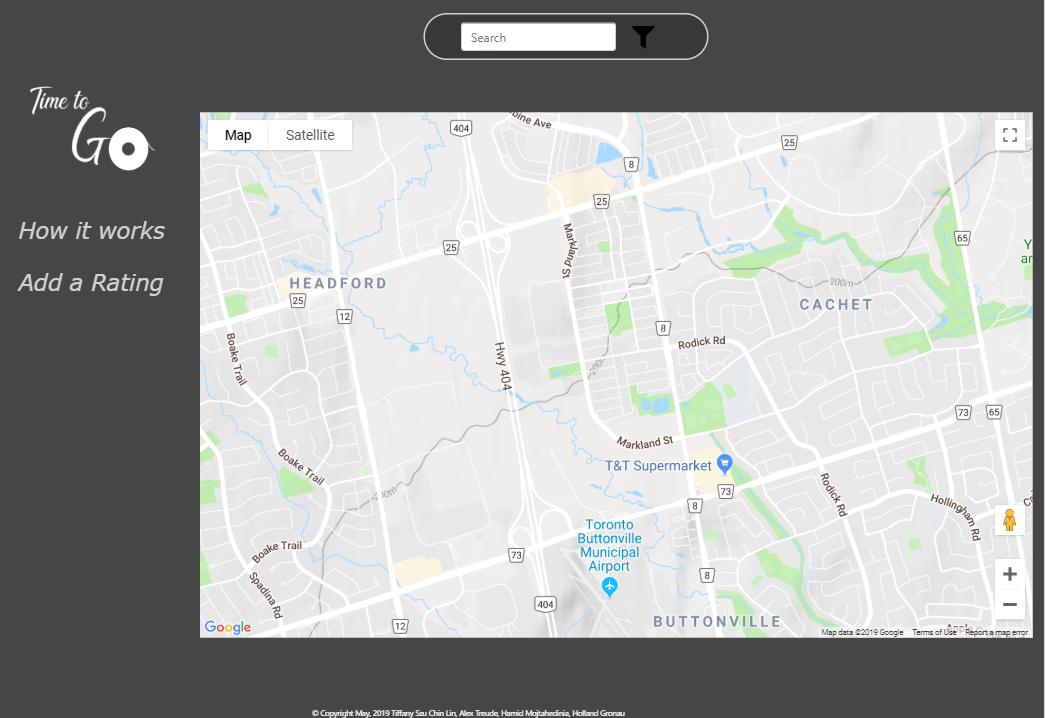 Search
Time to
GO
How it works
Add a Rating
Map
Satellite
404
25
8
25
Markland St
25
65
HEADFORD
25
12
200m
CACHET
8
Rodick Rd
Boake Trail
Hwy 404
200m
73
65
Markland St
T&T Supermarket
Boake Trail
73
Rodick Rd
200m
8
Hollingham Rd
Toronto
Buttonville
Municipal
Airport
Boake Trail
73
8
Spadina Rd
404
12
BUTTONVILLE
Google
Map data ©2019 Google
Terms of Use
Report a map error
© Copyright May, 2019 Tiffany Szu Chin Lin, Alex Treude, Hamid Mojtahedinia, Holland Gronau